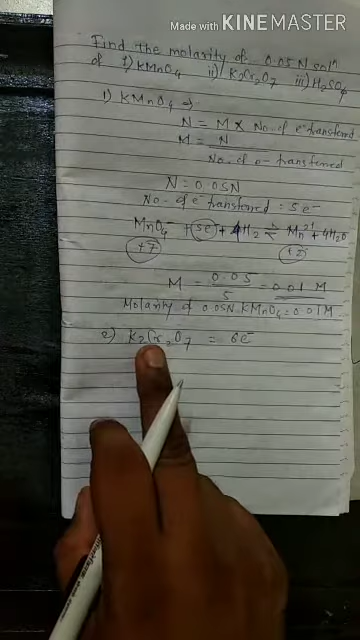 Made with KINEMASTER
Find the molarity of 0.05 N solⁿ
of 1) KMnO₄ ii) K₂Cr₂O₇ iii) H₂SO₄
1) KMnO₄ ⇒
N = M × No. of e⁻ transferred
M = N
No. of e⁻ transferred
N = 0.05N
No. of e⁻ transferred = 5e⁻
MnO₄⁻ + 5e⁻ + 4H₂ ⇌ Mn²⁺ + 4H₂O
+7 +2
M = 0.05 = 0.01 M
5
Molarity of 0.05N KMnO₄ = 0.01M.
2) K₂Cr₂O₇ = 6e⁻